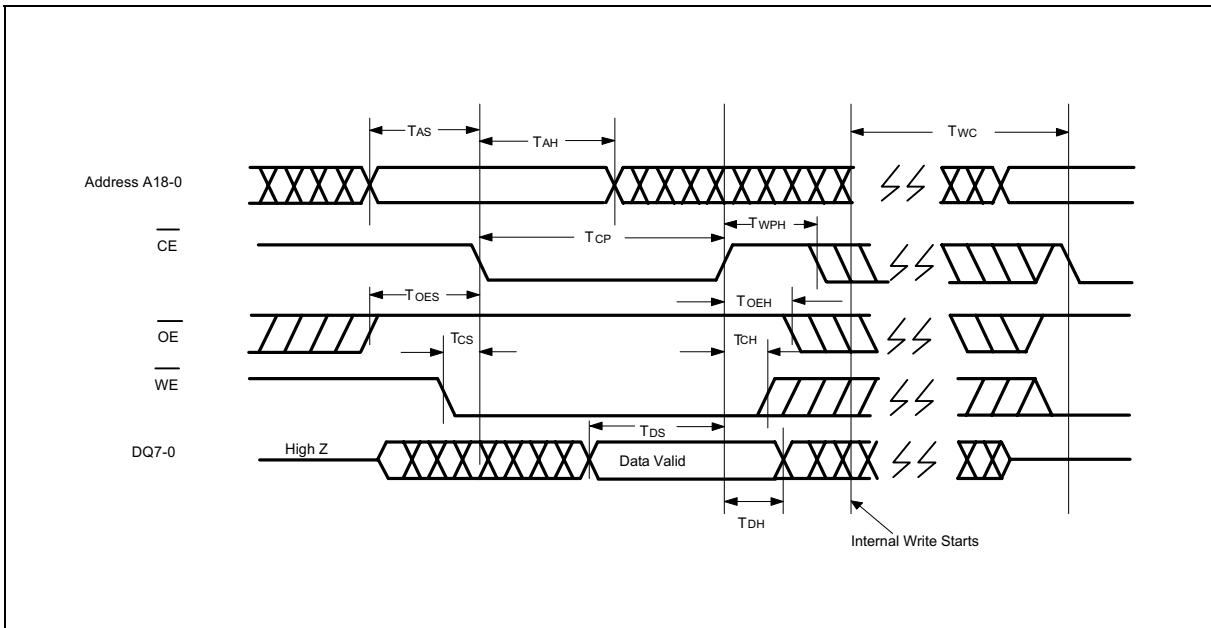 TAS
TAH
TWC
Address A18-0
TWPH
CE
TCP
TOES
TOEH
OE
TCS
TCH
WE
TDS
DQ7-0
High Z
Data Valid
TDH
Internal Write Starts